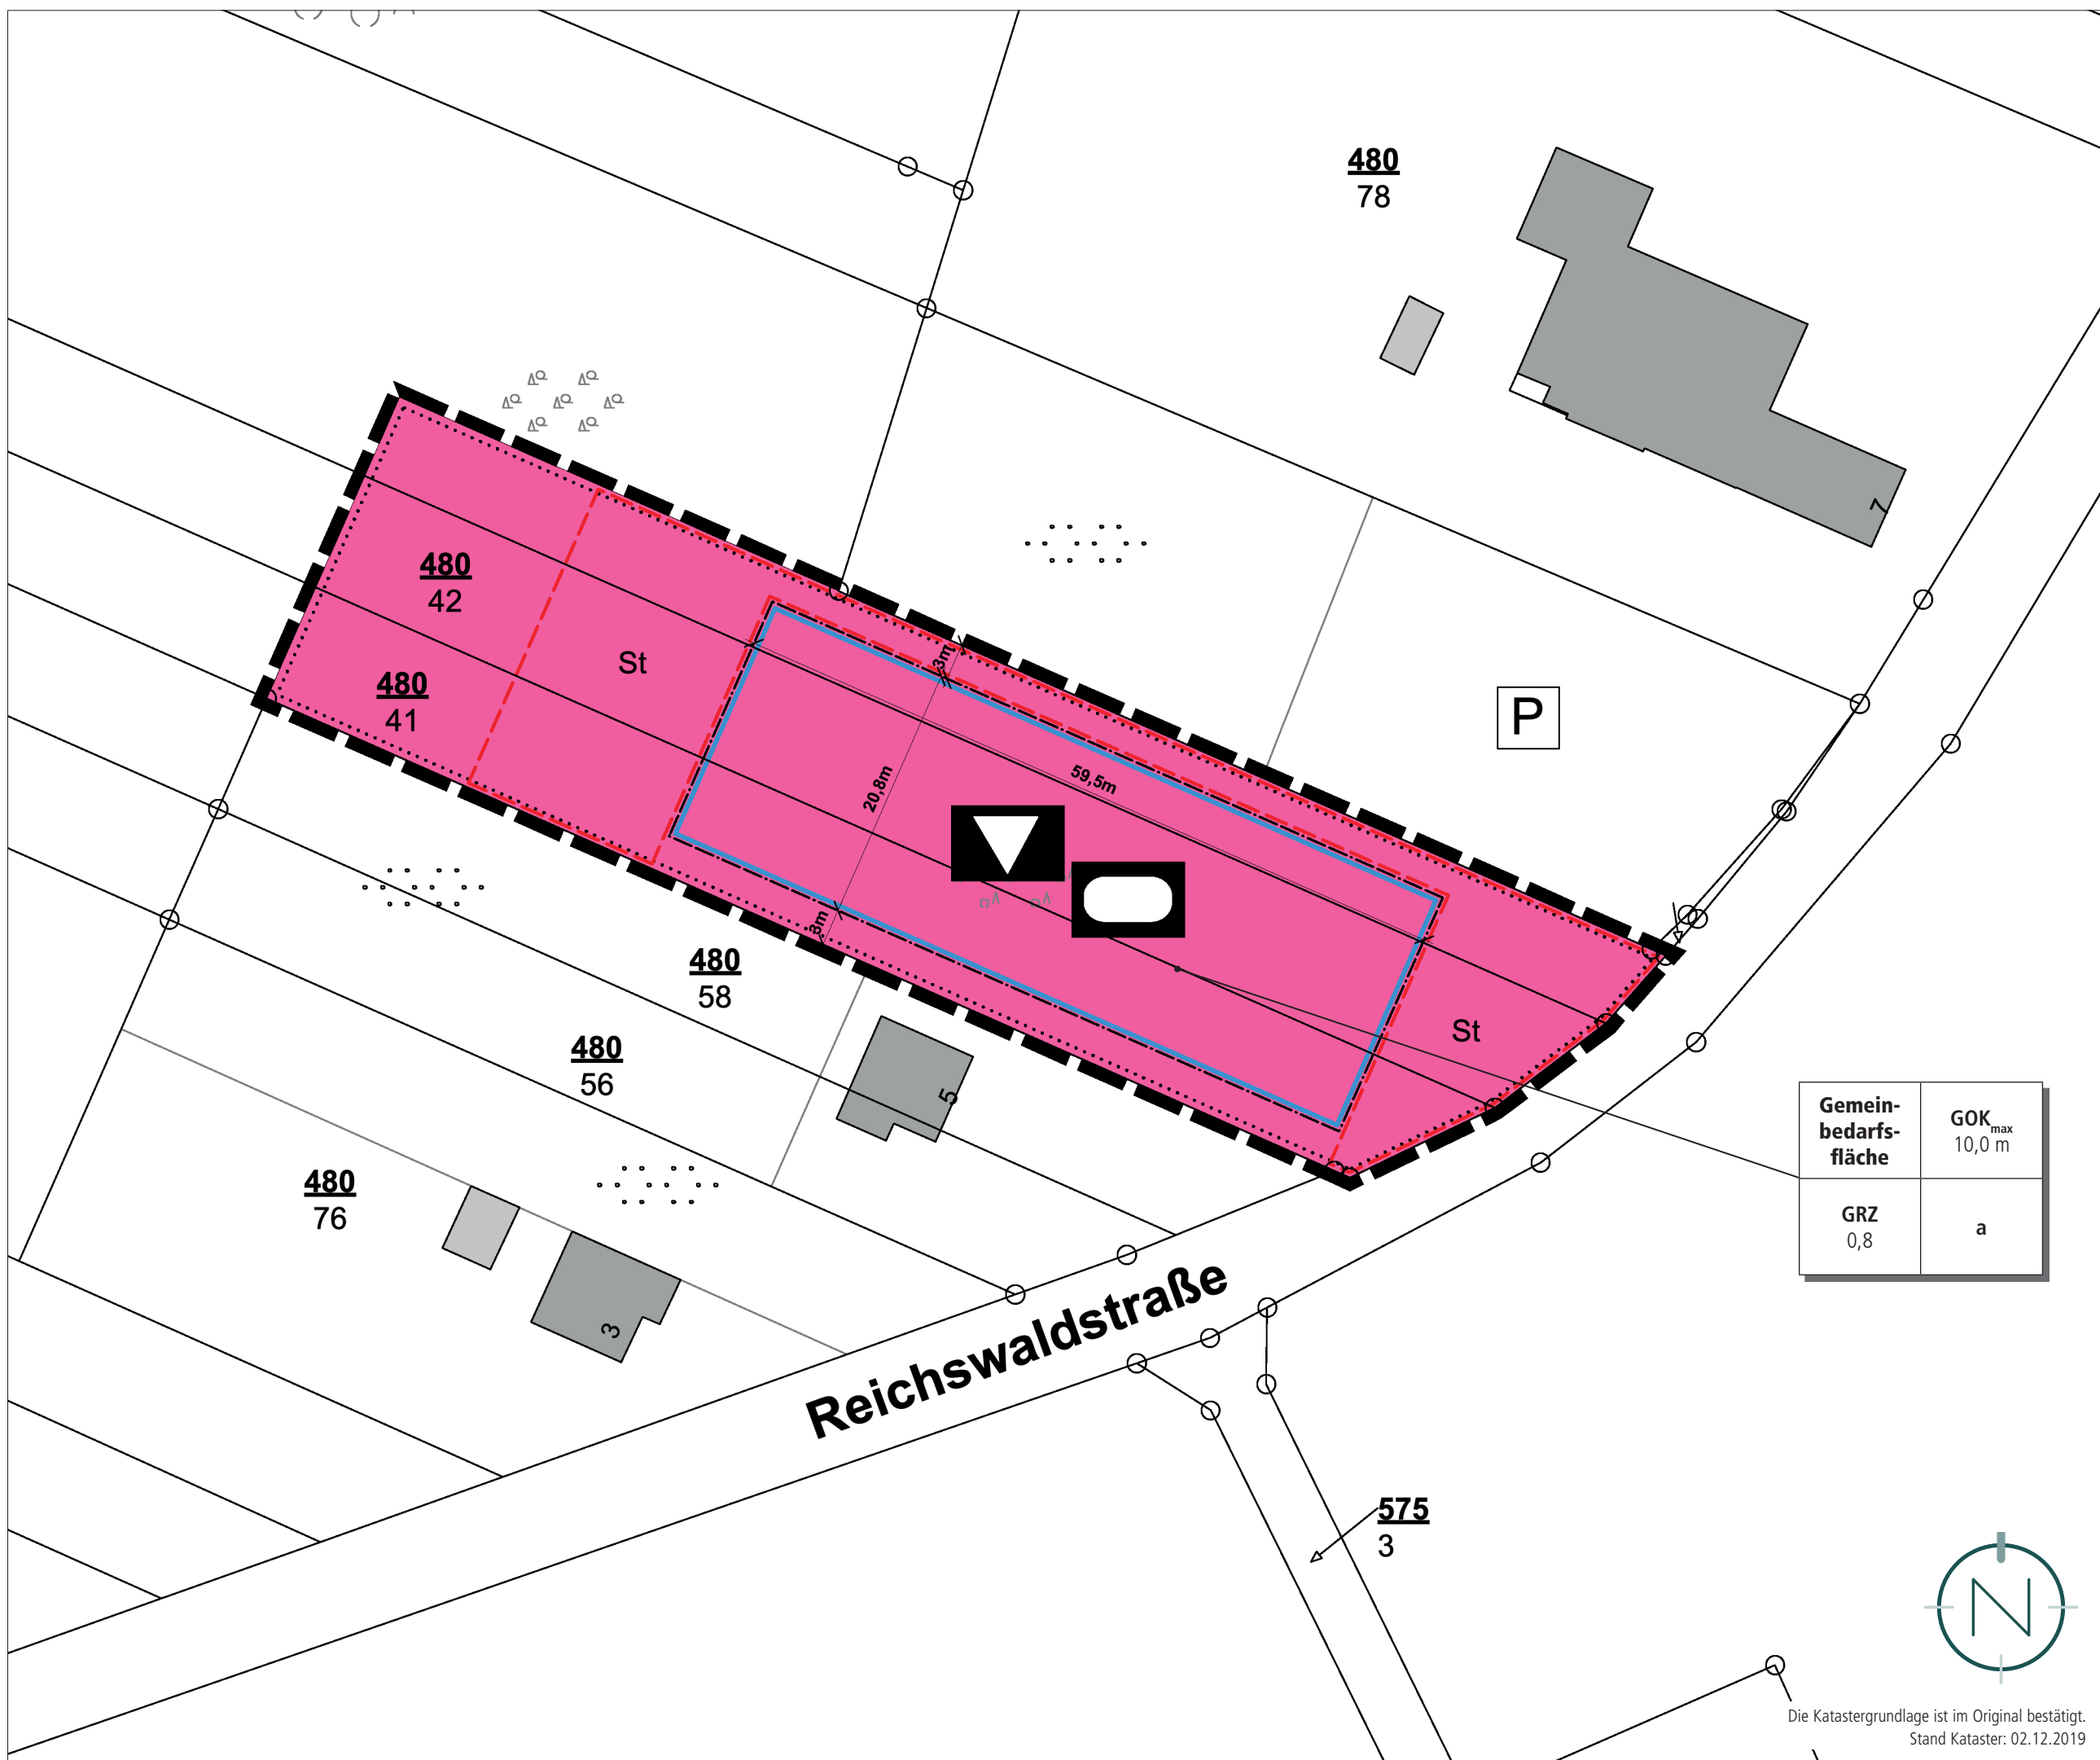 480
78
7
480
42
St
480
41
3m
P
59,5m
20,8m
3m
480
58
St
480
56
5
Gemein-
bedarfs-
fläche
GOKmax
10,0 m
GRZ
0,8
a
480
76
3
Reichswaldstraße
575
3
N
Die Katastergrundlage ist im Original bestätigt.
Stand Kataster: 02.12.2019